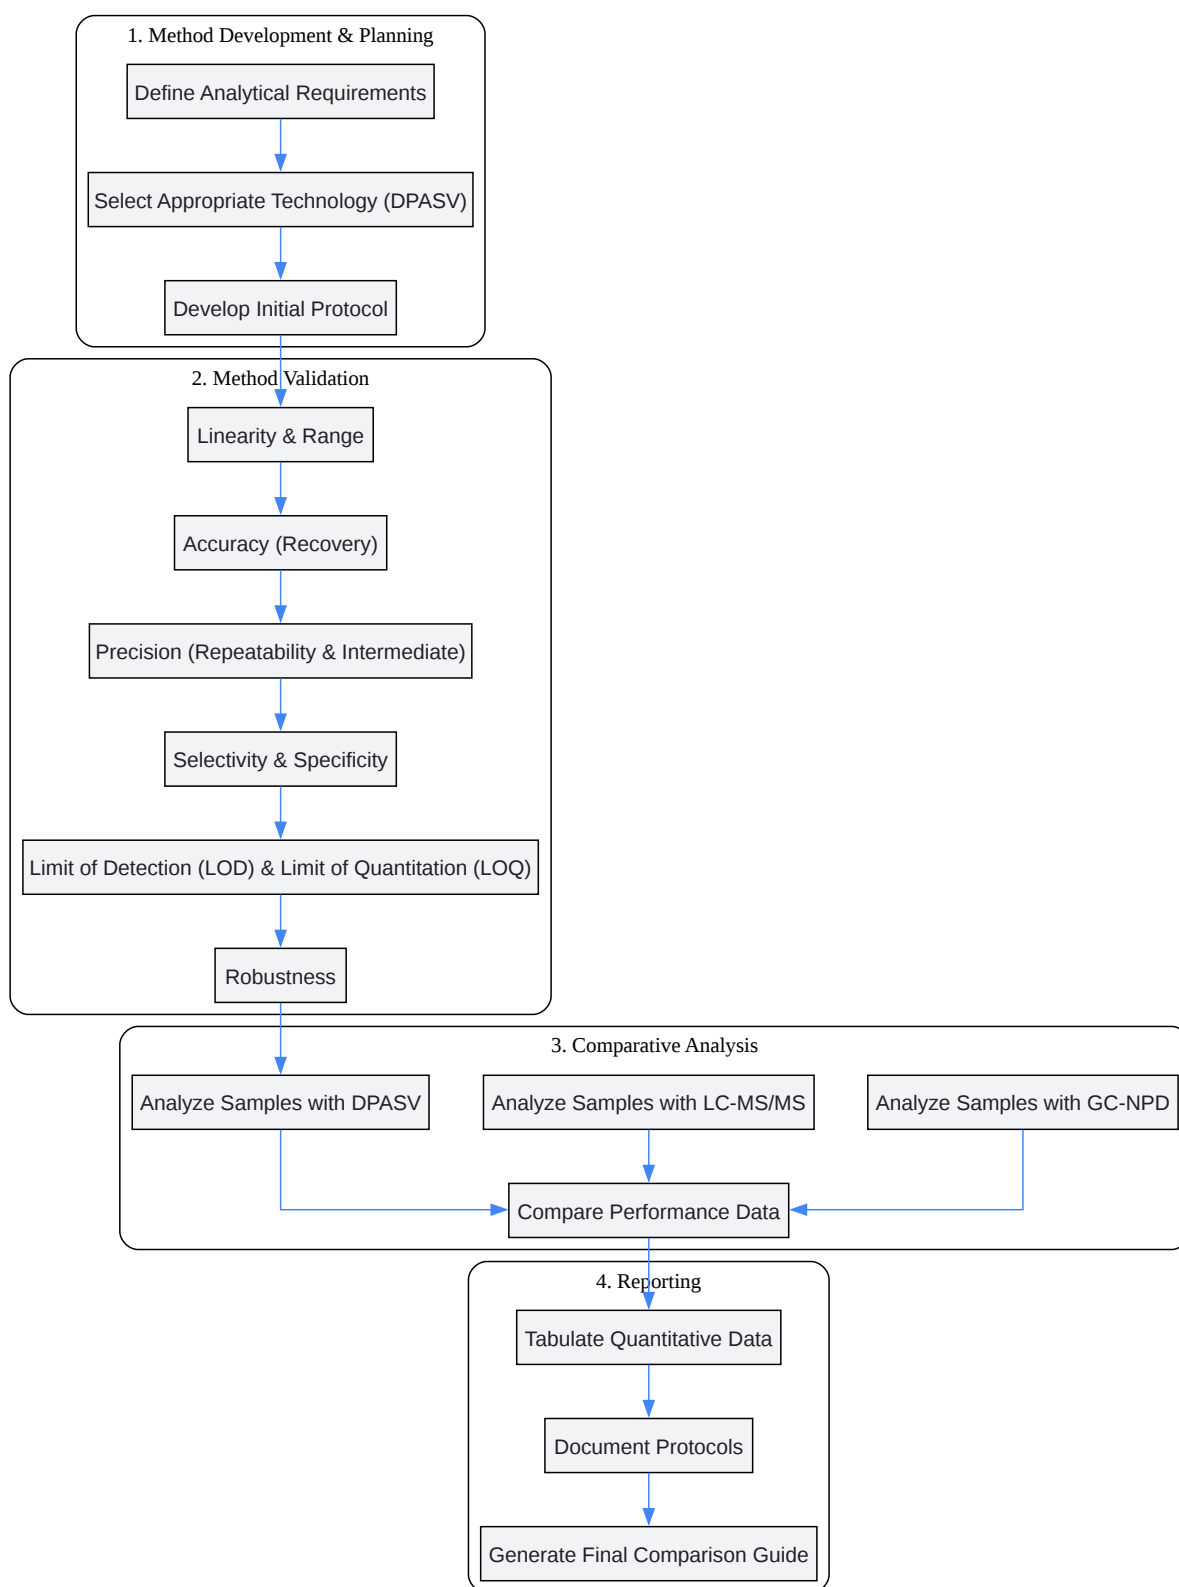 1. Method Development & Planning
Define Analytical Requirements
Select Appropriate Technology (DPASV)
Develop Initial Protocol
2. Method Validation
Linearity & Range
Accuracy (Recovery)
Precision (Repeatability & Intermediate)
Selectivity & Specificity
Limit of Detection (LOD) & Limit of Quantitation (LOQ)
Robustness
3. Comparative Analysis
Analyze Samples with DPASV
Analyze Samples with LC-MS/MS
Analyze Samples with GC-NPD
Compare Performance Data
4. Reporting
Tabulate Quantitative Data
Document Protocols
Generate Final Comparison Guide